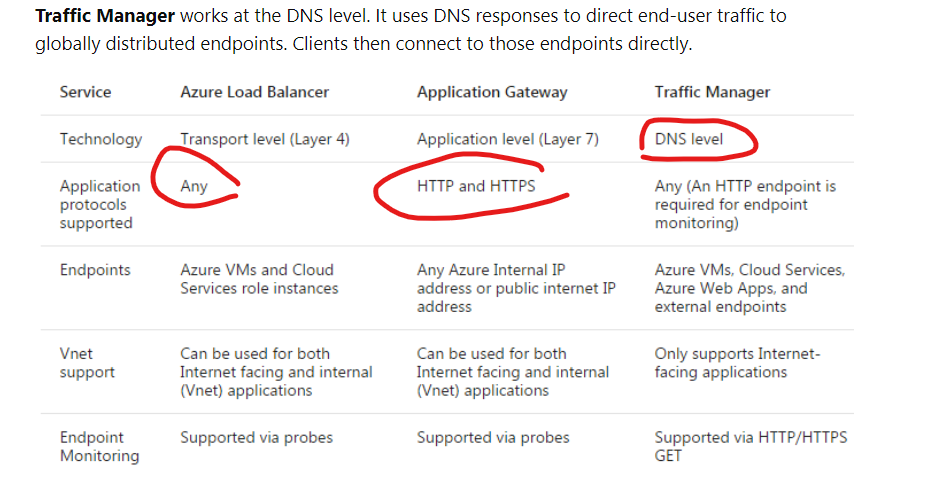 Traffic Manager works at the DNS level. It uses DNS responses to direct end-user traffic to
globally distributed endpoints. Clients then connect to those endpoints directly.
Service Azure Load Balancer Application Gateway Traffic Manager
Technology Transport level (Layer 4) Application level (Layer 7) DNS level
Application Any HTTP and HTTPS Any (An HTTP endpoint is
protocols required for endpoint
supported monitoring)
Endpoints Azure VMs and Cloud Any Azure Internal IP Azure VMs, Cloud Services,
Services role instances address or public internet IP Azure Web Apps, and
address external endpoints
Vnet Can be used for both Can be used for both Only supports Internet-
support Internet facing and internal Internet facing and internal facing applications
(Vnet) applications (Vnet) applications
Endpoint Supported via probes Supported via probes Supported via HTTP/HTTPS
Monitoring GET